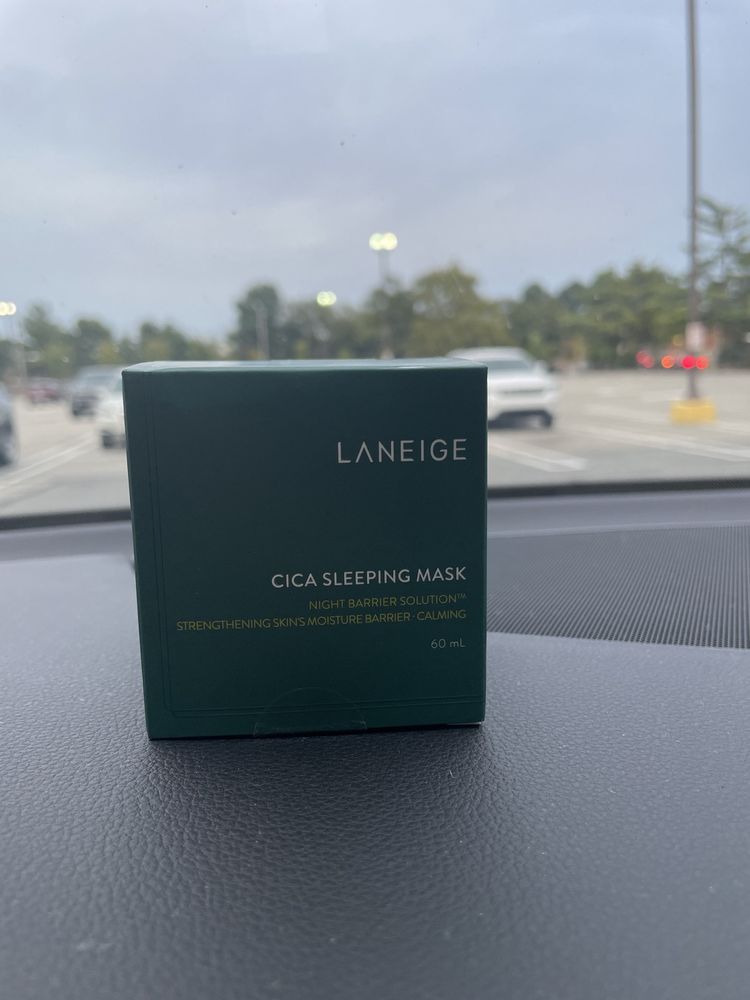 LANEIGE
CICA SLEEPING MASK
NIGHT BARRIER SOLUTION™
STRENGTHENING SKIN'S MOISTURE BARRIER · CALMING
60 mL